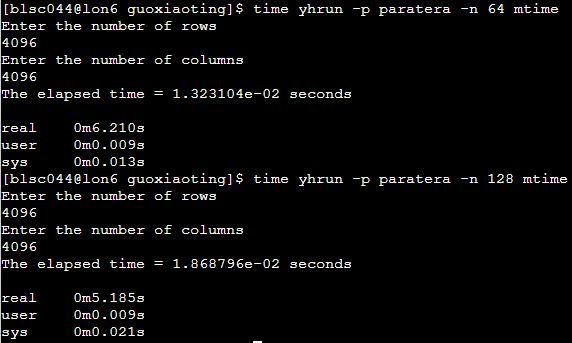 [blsc044@lon6 guoxiaoting]$ time yhrun -p paratera -n 64 mtime
Enter the number of rows
4096
Enter the number of columns
4096
The elapsed time = 1.323104e-02 seconds
real    0m6.210s
user    0m0.009s
sys     0m0.013s
[blsc044@lon6 guoxiaoting]$ time yhrun -p paratera -n 128 mtime
Enter the number of rows
4096
Enter the number of columns
4096
The elapsed time = 1.868796e-02 seconds
real    0m5.185s
user    0m0.009s
sys     0m0.021s